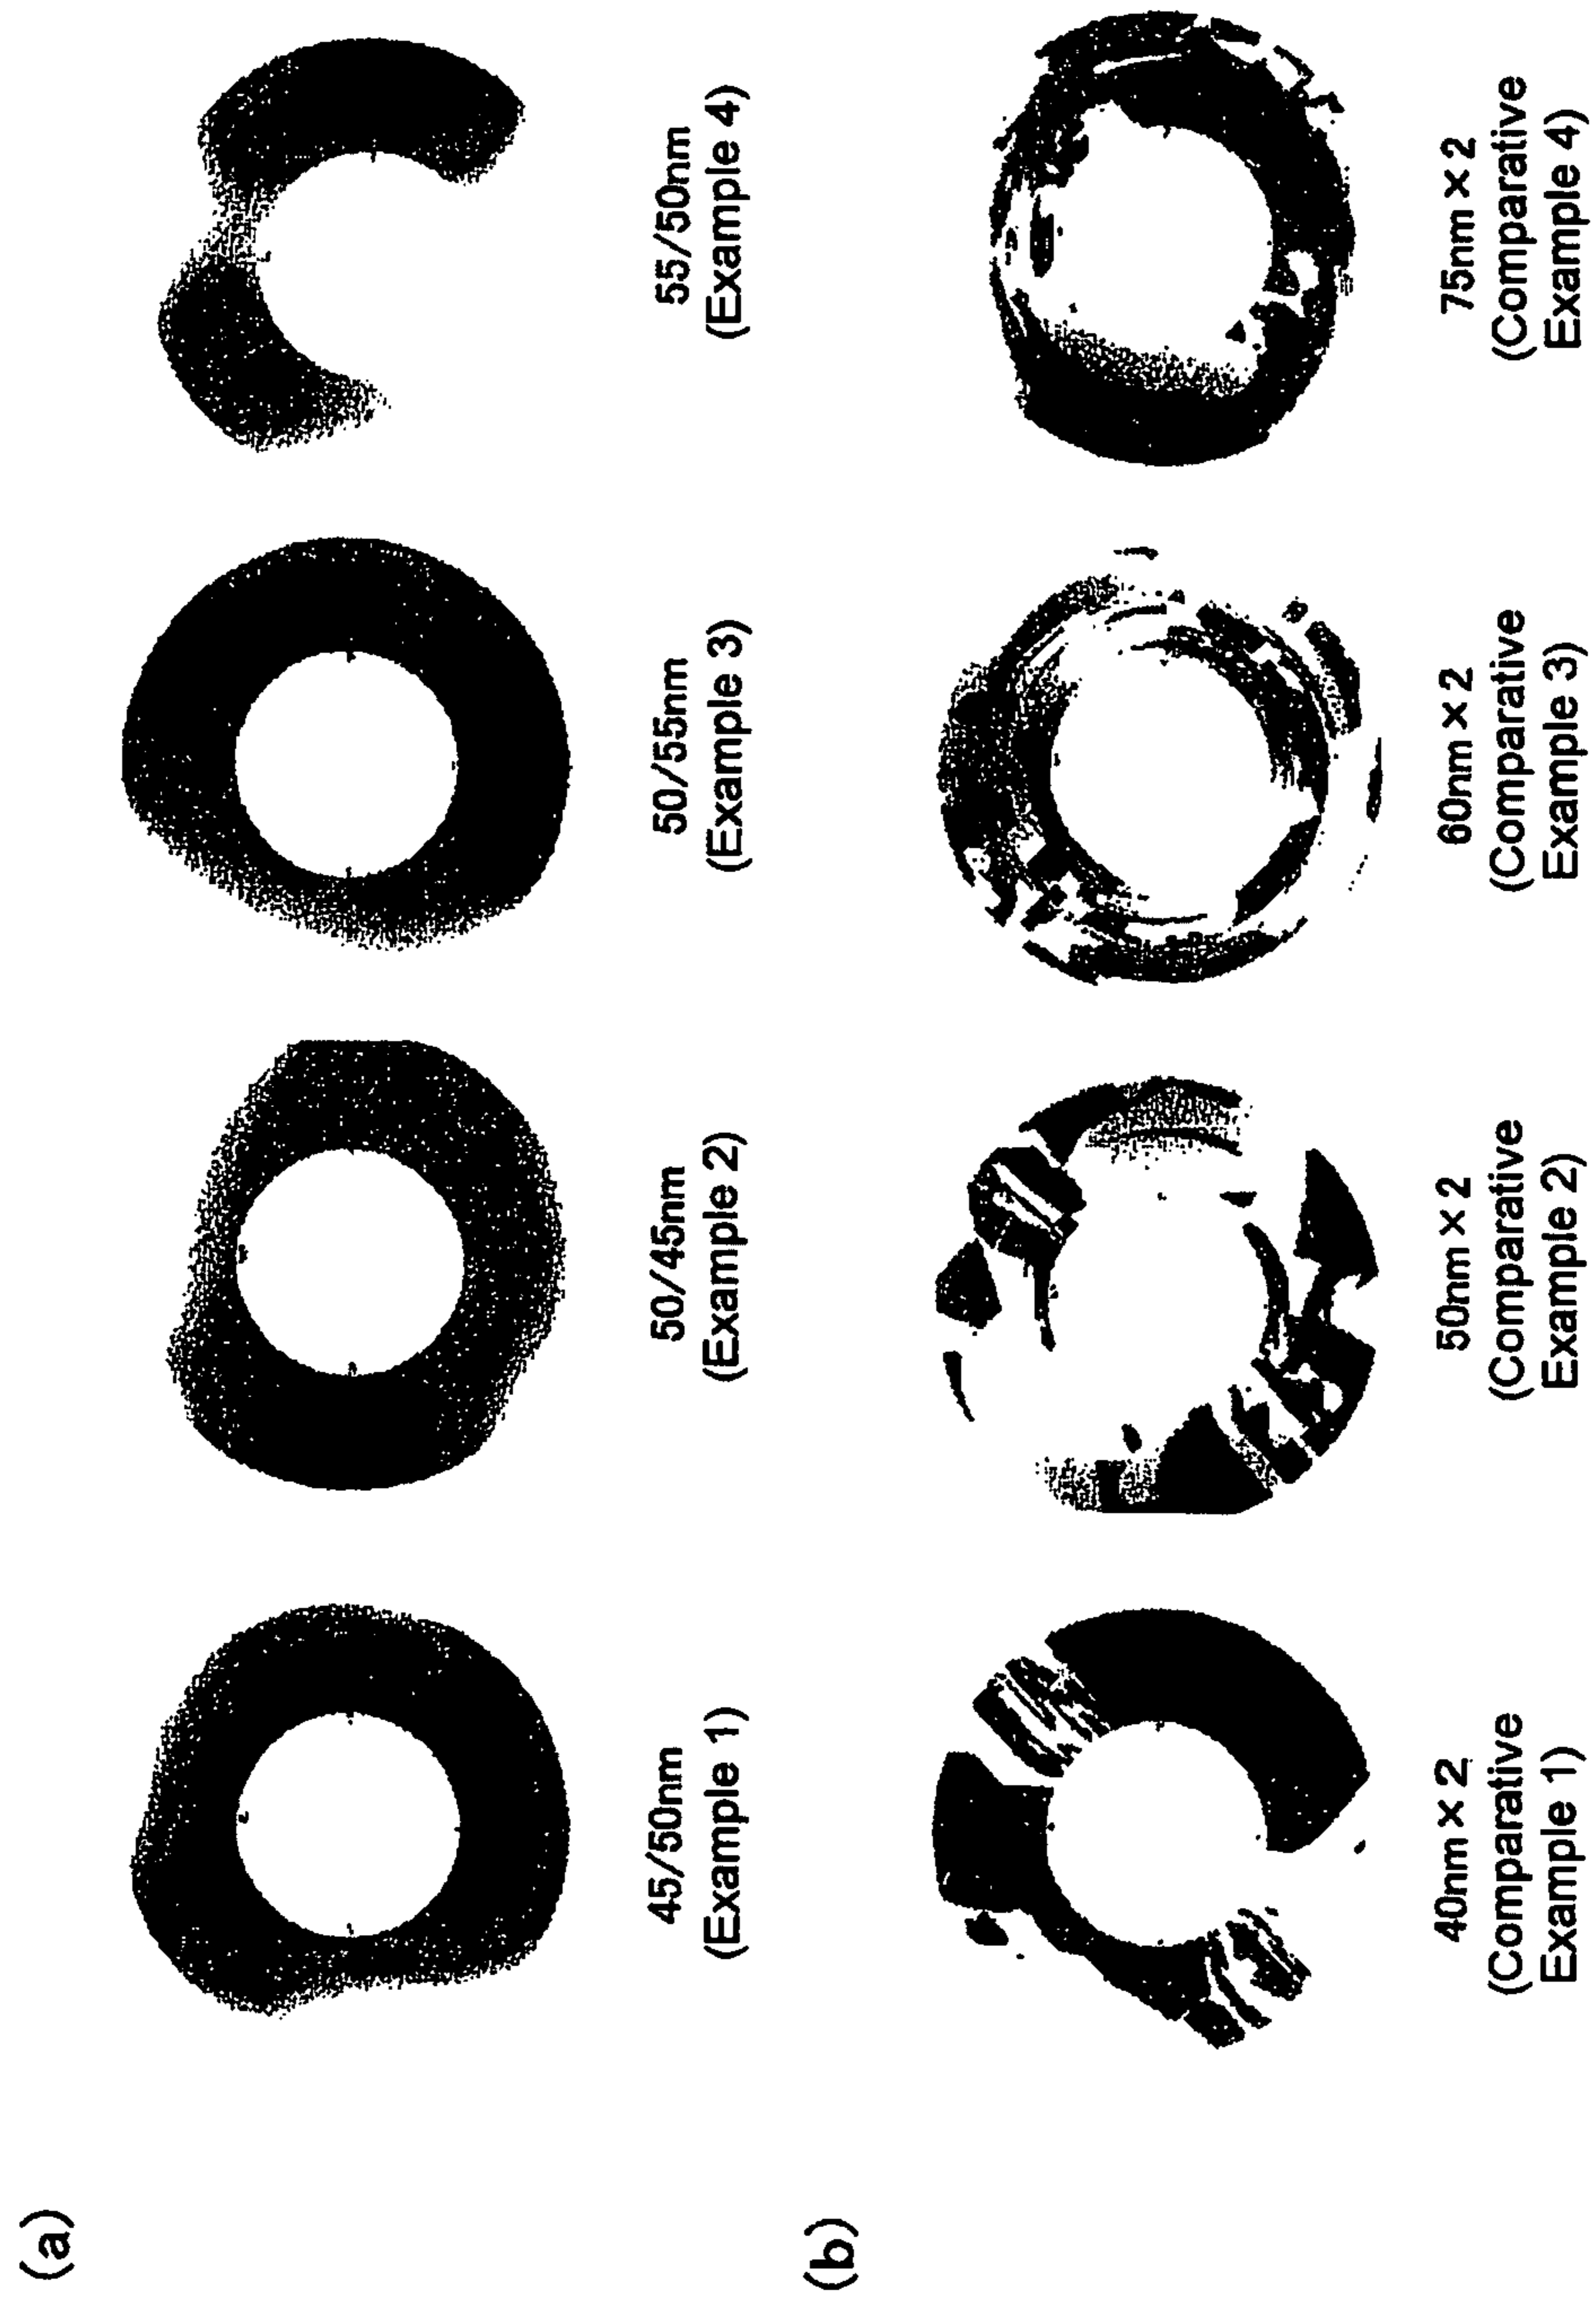 (a)
45/50nm
(Example 1)
50/45nm
(Example 2)
50/55nm
(Example 3)
55/50nm
(Example 4)
(b)
40nm×2
(Comparative
Example 1)
50nm×2
(Comparative
Example 2)
60nm×2
(Comparative
Example 3)
75nm×2
(Comparative
Example 4)